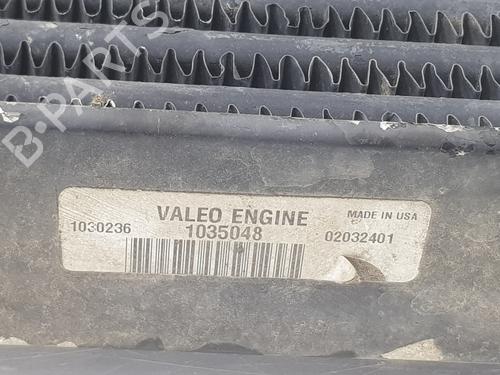 B-PARTS
VALEO ENGINE
MADE IN USA
1030236
1035048
02032401